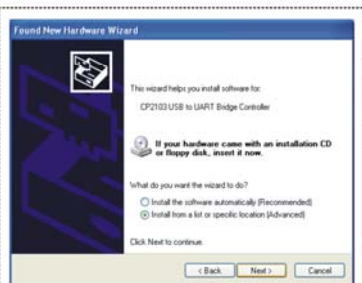 Found New Hardware Wizard
This wizard helps you install software for:
CP2103 USB to UART Bridge Controller
If your hardware came with an installation CD
or floppy disk, insert it now.
What do you want the wizard to do?
Install the software automatically (Recommended)
Install from a list or specific location (Advanced)
Click Next to continue.
< Back
Next >
Cancel